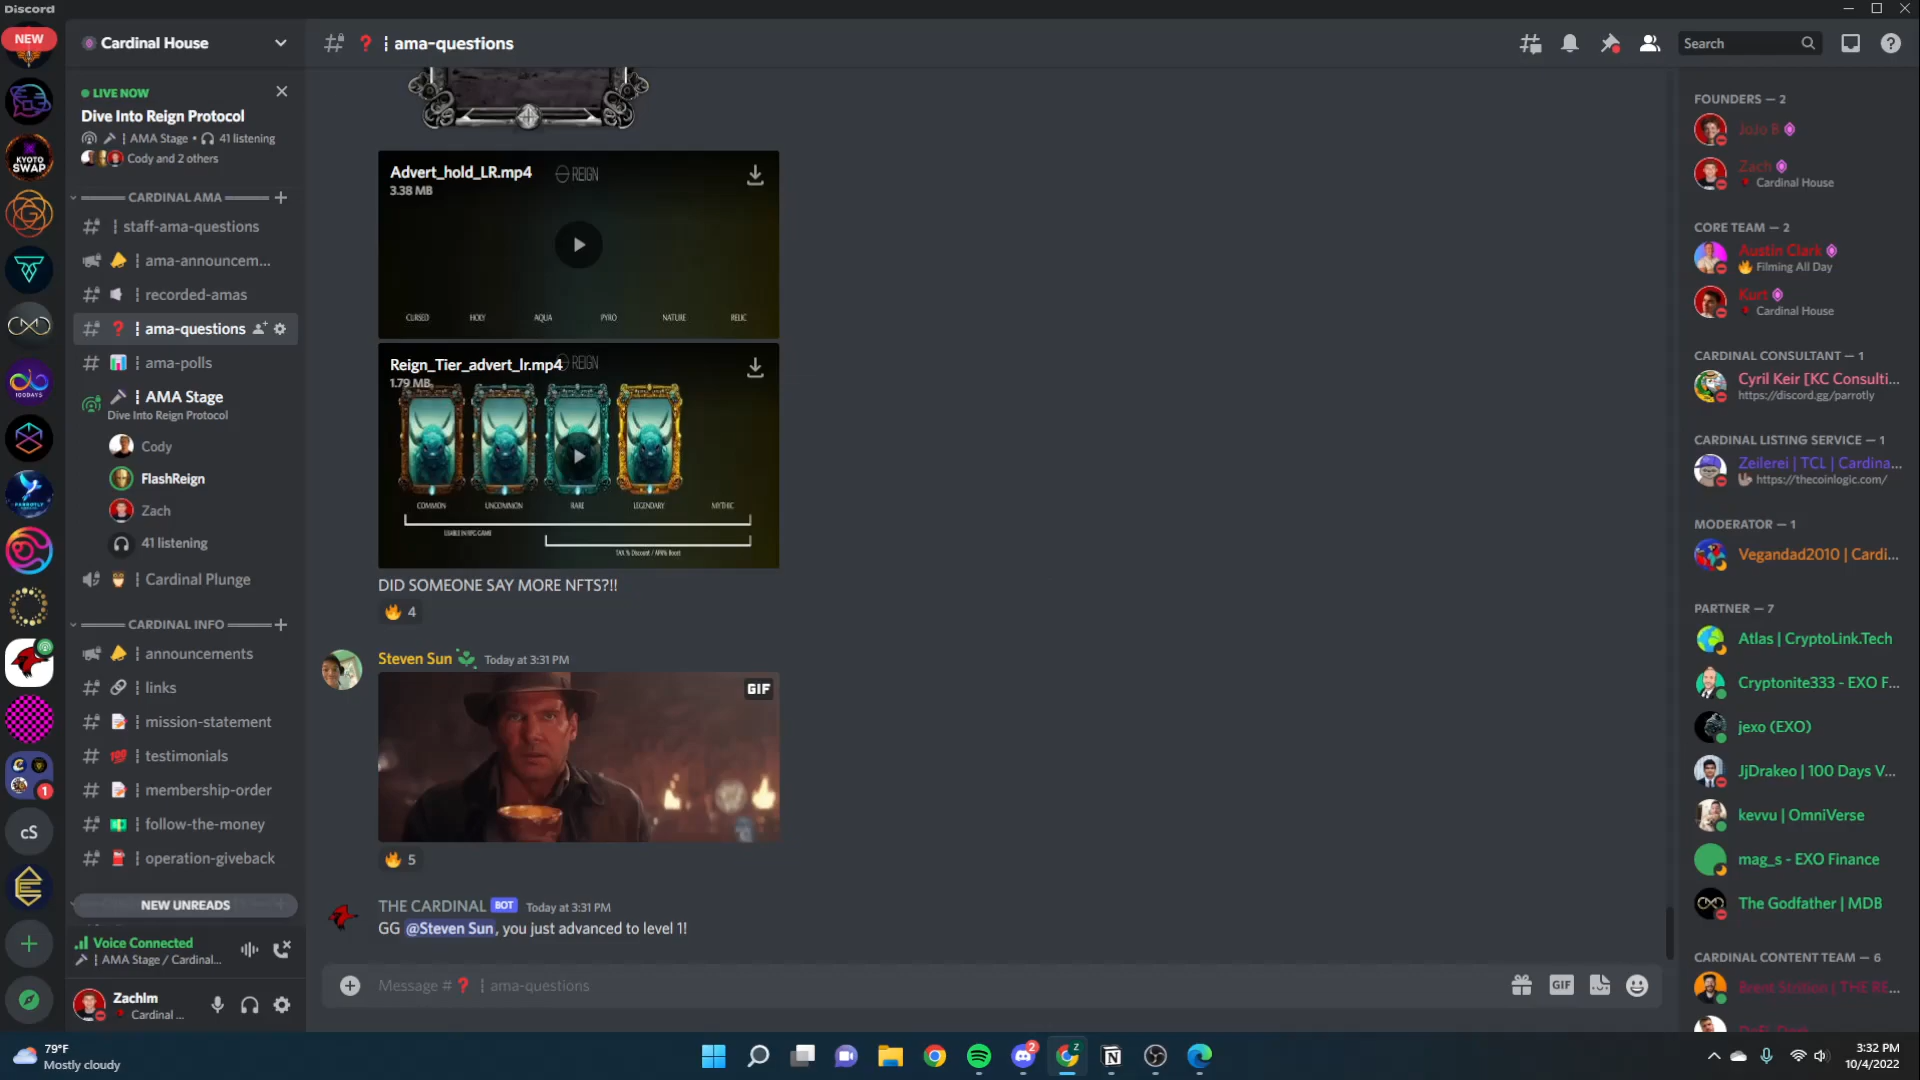 Discord
NEW
Cardinal House
LIVE NOW
Dive Into Reign Protocol
¦ AMA Stage • 41 listening
Cody and 2 others
CARDINAL AMA
¦ staff-ama-questions
¦ ama-announcem...
¦ recorded-amas
¦ ama-questions
¦ ama-polls
¦ AMA Stage
Dive Into Reign Protocol
Cody
FlashReign
Zach
41 listening
¦ Cardinal Plunge
CARDINAL INFO
¦ announcements
¦ links
¦ mission-statement
¦ testimonials
¦ membership-order
¦ follow-the-money
¦ operation-giveback
NEW UNREADS
Voice Connected
¦ AMA Stage / Cardinal...
Zachlm
Cardinal ...
KYOTO
SWAP
100DAYS
PARROTLY
1
cS
# ❓ ¦ ama-questions
Search
Advert_hold_LR.mp4
3.38 MB
REIGN
CURSED HOLY AQUA PYRO NATURE RELIC
Reign_Tier_advert_lr.mp4
1.79 MB
REIGN
COMMON UNCOMMON RARE LEGENDARY MYTHIC
USABLE IN RPG GAME
TAX % Discount / APR% Boost
DID SOMEONE SAY MORE NFTS?!!
🔥 4
Steven Sun Today at 3:31 PM
GIF
🔥 5
THE CARDINAL BOT Today at 3:31 PM
GG @Steven Sun, you just advanced to level 1!
Message # ❓ ¦ ama-questions
GIF
FOUNDERS — 2
JoJo B
Zach
Cardinal House
CORE TEAM — 2
Austin Clark
🔥 Filming All Day
Kurt
Cardinal House
CARDINAL CONSULTANT — 1
Cyril Keir [KC Consulti...
https://discord.gg/parrotly
CARDINAL LISTING SERVICE — 1
Zeilerei | TCL | Cardina...
https://thecoinlogic.com/
MODERATOR — 1
Vegandad2010 | Cardi...
PARTNER — 7
Atlas | CryptoLink.Tech
Cryptonite333 - EXO F...
jexo (EXO)
JjDrakeo | 100 Days V...
kevvu | OmniVerse
mag_s - EXO Finance
The Godfather | MDB
CARDINAL CONTENT TEAM — 6
79°F
Mostly cloudy
2
3:32 PM
10/4/2022